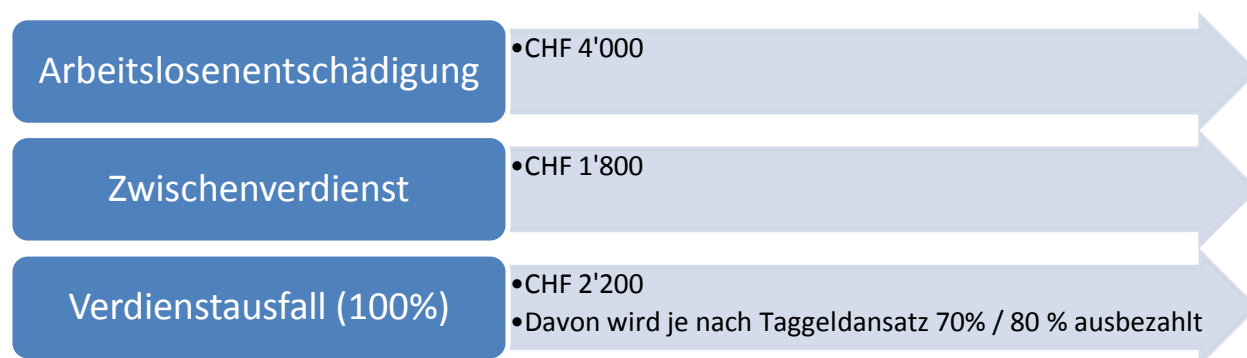 Arbeitslosenentschädigung
•CHF 4'000
Zwischenverdienst
•CHF 1'800
Verdienstausfall (100%)
•CHF 2'200
•Davon wird je nach Taggeldansatz 70% / 80 % ausbezahlt